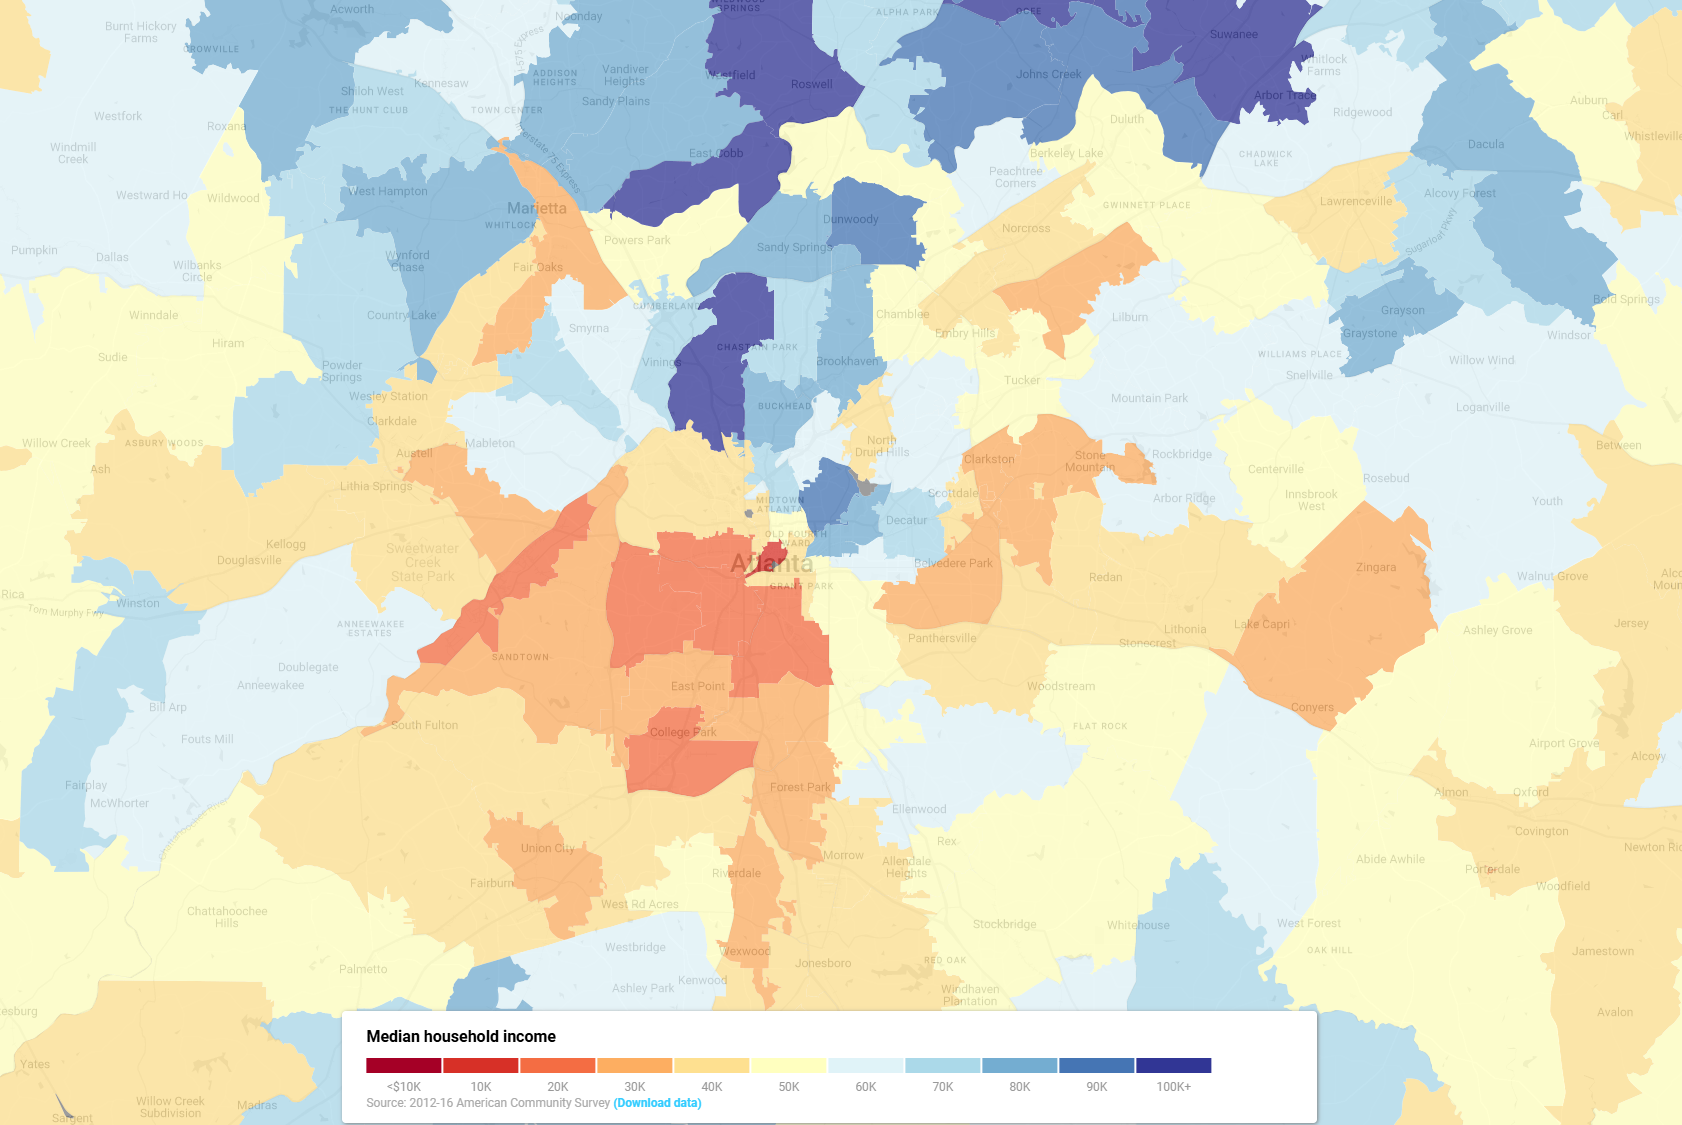 WILDWOOD
SPRINGS
OGEE
Acworth
Noonday
ALPHA PARK
Burnt Hickory
Farms
Suwanee
CROWVILLE
I-575 Express
Whitlock
Farms
ADDISON
HEIGHTS
Vandiver
Heights
Westfield
Roswell
Johns Creek
Kennesaw
Shiloh West
Arbor Trace
Sandy Plains
Auburn
THE HUNT CLUB
TOWN CENTER
Ridgewood
Carl
Westfork
Duluth
Roxana
Whistleville
Interstate 75 Express
Windmill
Creek
East Cobb
Berkeley Lake
CHADWICK
LAKE
Dacula
Peachtree
Corners
West Hampton
Westward Ho
Wildwood
Alcovy Forest
Marietta
GWINNETT PLACE
Lawrenceville
WHITLOCK
Dunwoody
Norcross
Sugarloaf Pkwy
Powers Park
Sandy Springs
Pumpkin
Dallas
Wynford
Chase
Wilbanks
Circle
Fair Oaks
CUMBERLAND
Bold Springs
Winndale
Country Lake
Chamblee
Lilburn
Grayson
Smyrna
Embry Hills
Graystone
Windsor
Hiram
CHASTAIN PARK
Sudie
WILLIAMS PLACE
Willow Wind
Powder
Springs
Vinings
Brookhaven
Snellville
Tucker
Wesley Station
Mountain Park
BUCKHEAD
Loganville
Clarkdale
Willow Creek
ASBURY WOODS
Mableton
North
Druid Hills
Between
Austell
Clarkston
Stone
Mountain
Rockbridge
Ash
Centerville
Rosebud
Lithia Springs
Scottdale
Arbor Ridge
Innsbrook
West
Youth
MIDTOWN
ATLANTA
Decatur
OLD FOURTH
WARD
Kellogg
Sweetwater
Creek
State Park
Douglasville
Atlanta
Belvedere Park
Zingara
Redan
Walnut Grove
GRANT PARK
Rica
Winston
Tom Murphy Fwy
ANNEEWAKEE
ESTATES
Lake Capri
Jersey
Lithonia
Ashley Grove
Panthersville
Stonecrest
SANDTOWN
Doublegate
Anneewakee
East Point
Woodstream
Bill Arp
Conyers
South Fulton
FLAT ROCK
College Park
Fouts Mill
Airport Grove
Alcovy
Fairplay
Forest Park
McWhorter
Almon
Oxford
Ellenwood
Covington
Rex
Union City
Morrow
Allendale
Heights
Abide Awhile
Porterdale
Riverdale
Fairburn
Woodfield
West Rd Acres
Chattahoochee
Hills
Stockbridge
Whitehouse
West Forest
Westbridge
OAK HILL
Jamestown
RED OAK
Jonesboro
Palmetto
Kenwood
Ashley Park
Windhaven
Plantation
Avalon
Yates
Willow Creek
Subdivision
Madras
Sargent
Median household income
<$10K 10K 20K 30K 40K 50K 60K 70K 80K 90K 100K+
Source: 2012-16 American Community Survey (Download data)